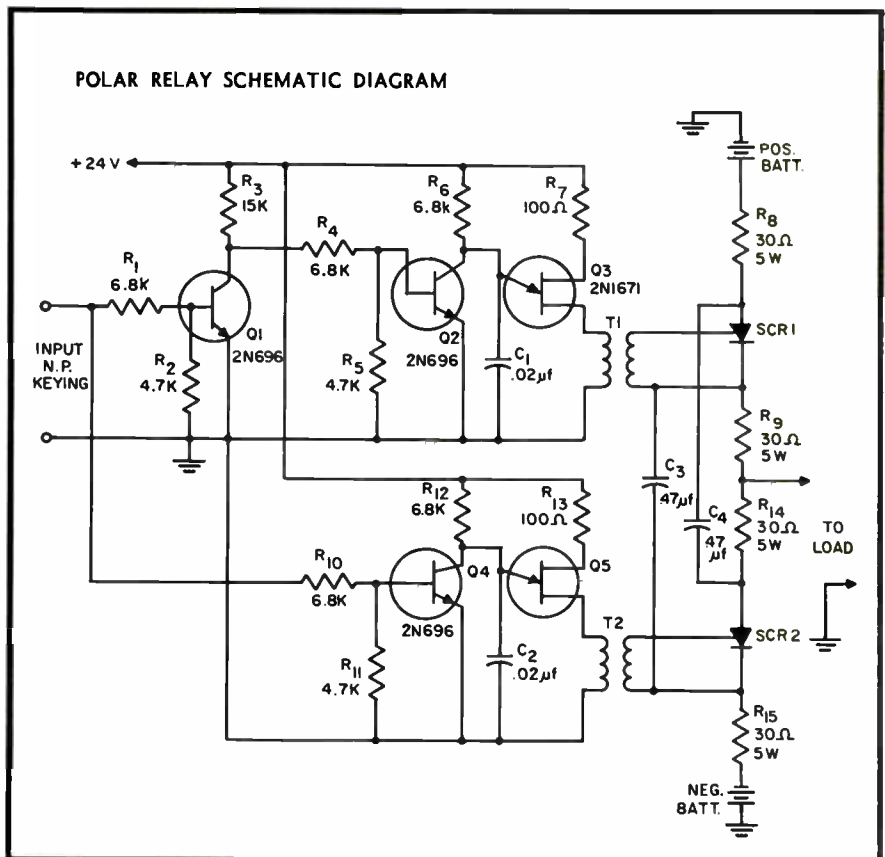 POLAR RELAY SCHEMATIC DIAGRAM
POS.
BATT.
+24 V
R3
15K
R6
6.8k
R7
100Ω
R8
30Ω
5W
R4
6.8K
R1
6.8K
Q3
2N1671
Q1
2N696
Q2
2N696
T1
SCR1
INPUT
N.P.
KEYING
R2
4.7K
R5
4.7K
C1
.02µf
R9
30Ω
5W
C3
.47µf
R12
6.8K
R13
100Ω
C4
.47
µf
R14
30Ω
5W
TO
LOAD
R10
6.8K
Q4
2N696
Q5
T2
SCR2
R11
4.7K
C2
.02µf
R15
30Ω
5W
NEG.
BATT.